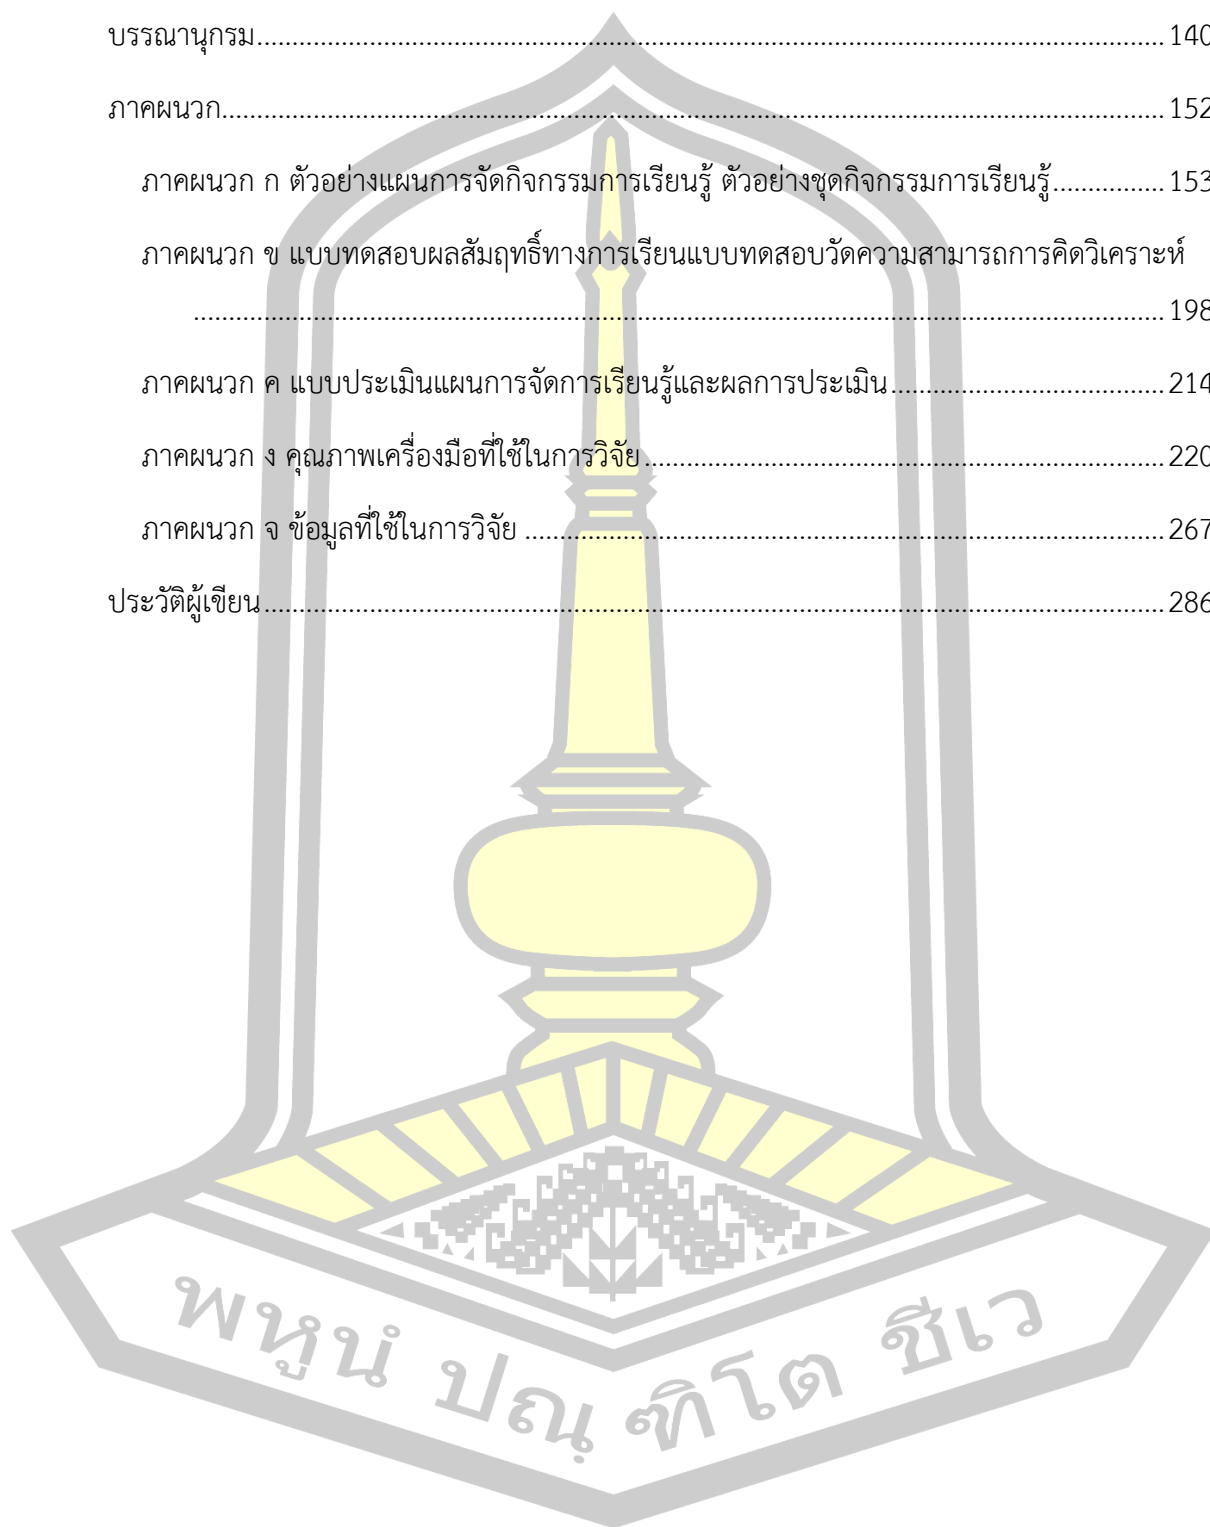 บรรณานุกรม.......................................................................................................................... 140
ภาคผนวก.............................................................................................................................. 152
ภาคผนวก ก ตัวอย่างแผนการจัดกิจกรรมการเรียนรู้ ตัวอย่างชุดกิจกรรมการเรียนรู้............... 153
ภาคผนวก ข แบบทดสอบผลสัมฤทธิ์ทางการเรียนแบบทดสอบวัดความสามารถการคิดวิเคราะห์
.................................................................................................................................. 198
ภาคผนวก ค แบบประเมินแผนการจัดการเรียนรู้และผลการประเมิน..................................... 214
ภาคผนวก ง คุณภาพเครื่องมือที่ใช้ในการวิจัย...................................................................... 220
ภาคผนวก จ ข้อมูลที่ใช้ในการวิจัย ...................................................................................... 267
ประวัติผู้เขียน......................................................................................................................... 286
พหูนํ ปณฺฑิโต ชีเว